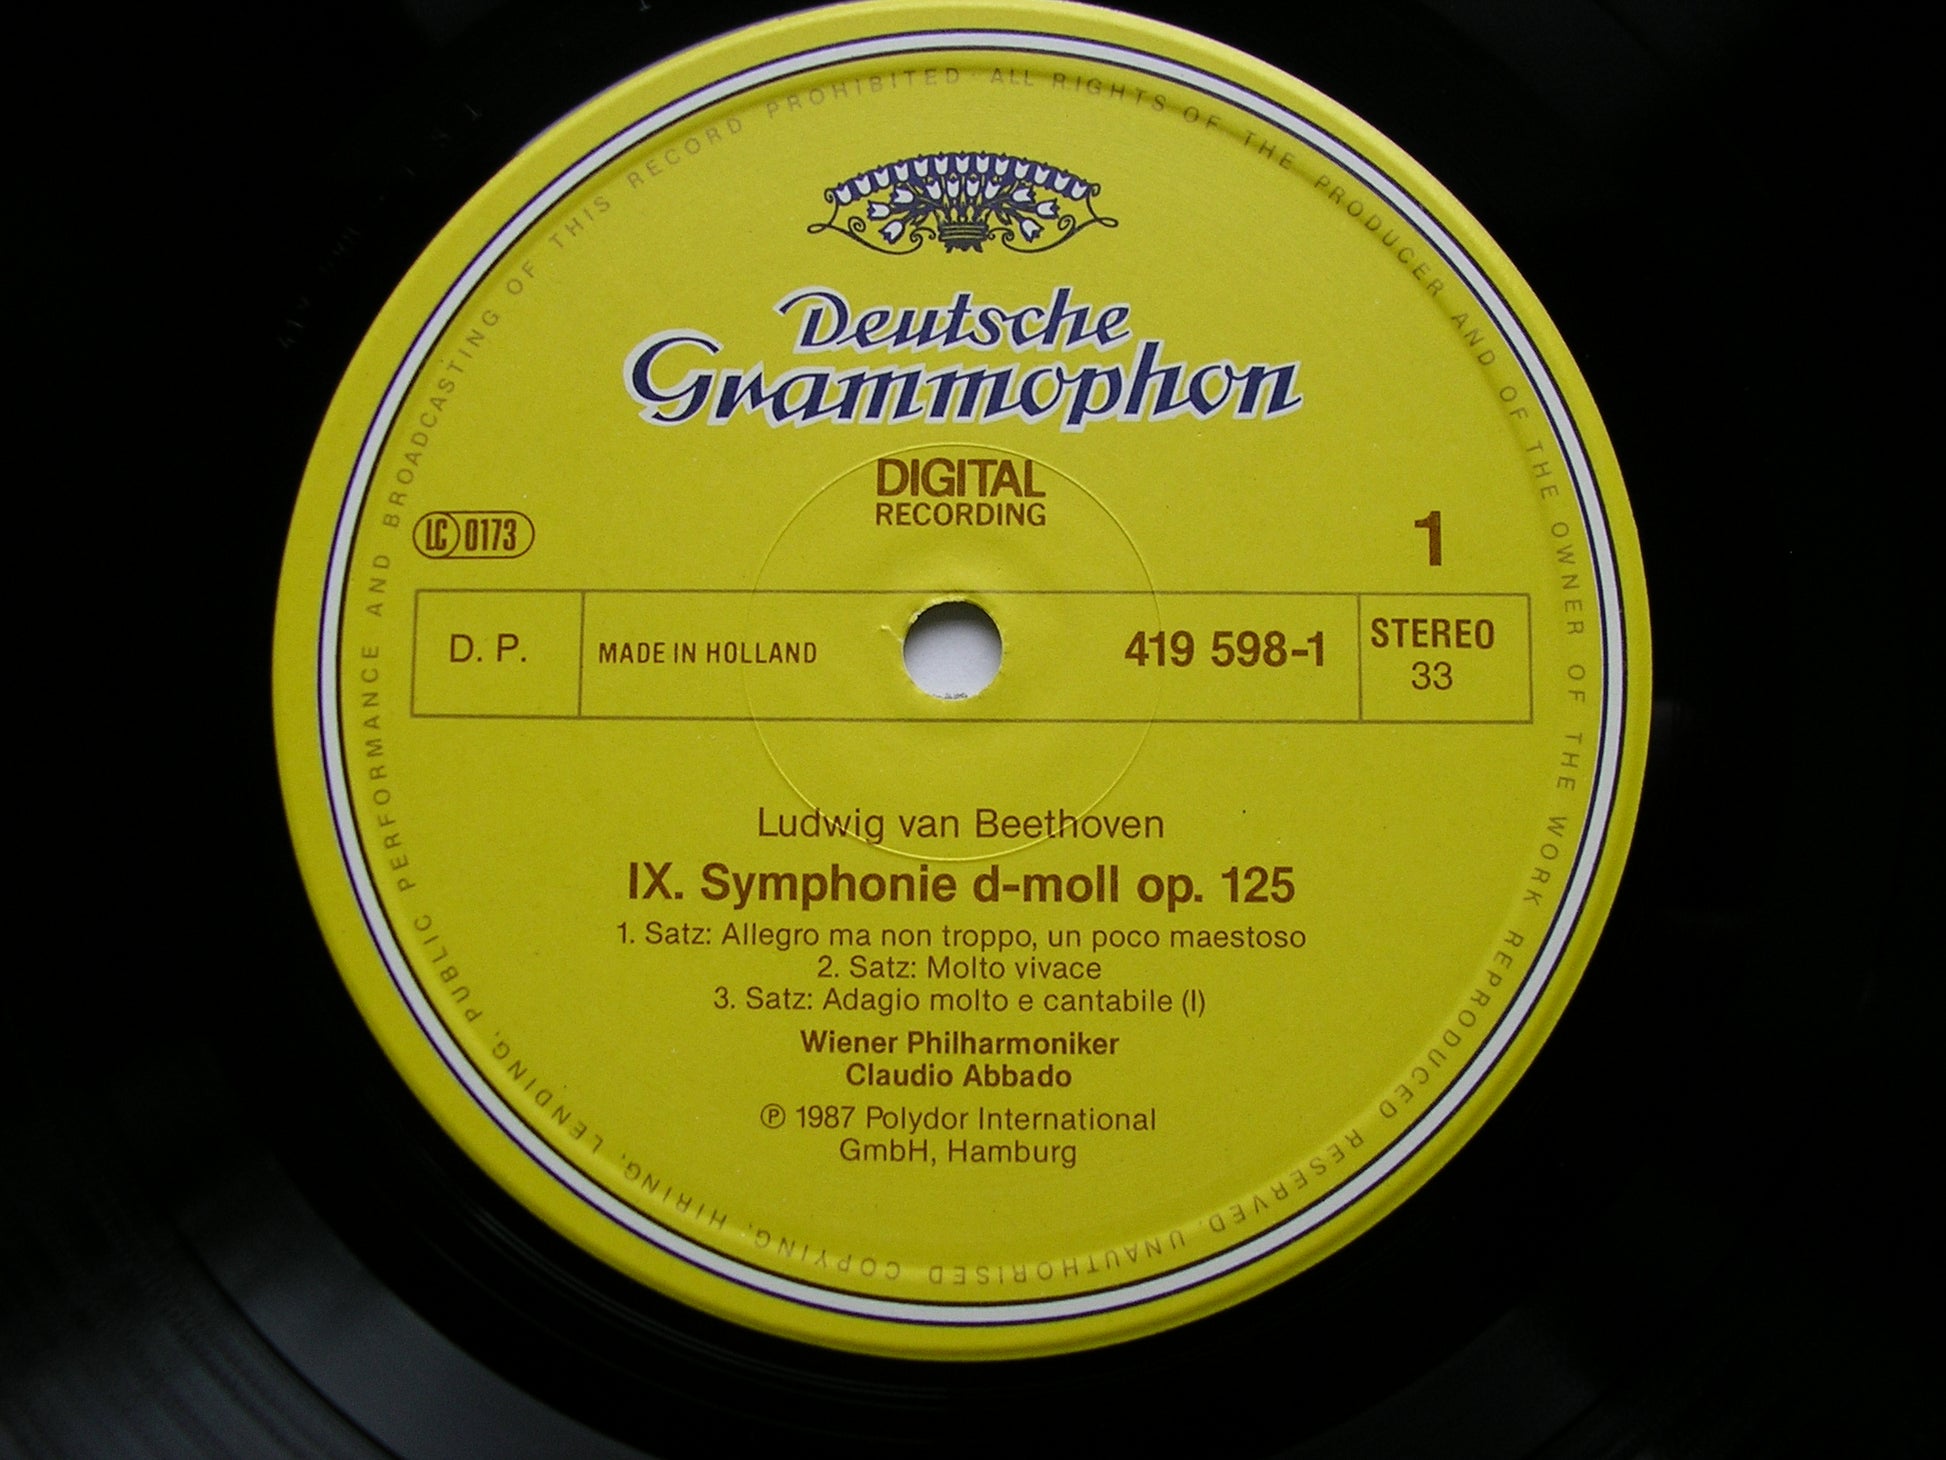 Deutsche
Grammophon
DIGITAL
RECORDING
LC 0173
1
D. P.
MADE IN HOLLAND
419 598-1
STEREO
33
Ludwig van Beethoven
IX. Symphonie d-moll op. 125
1. Satz: Allegro ma non troppo, un poco maestoso
2. Satz: Molto vivace
3. Satz: Adagio molto e cantabile (I)
Wiener Philharmoniker
Claudio Abbado
℗ 1987 Polydor International
GmbH, Hamburg
ALL RIGHTS OF THE PRODUCER AND OF THE OWNER OF THE WORK REPRODUCED RESERVED. UNAUTHORISED COPYING, HIRING, LENDING, PUBLIC PERFORMANCE AND BROADCASTING OF THIS RECORD PROHIBITED ·